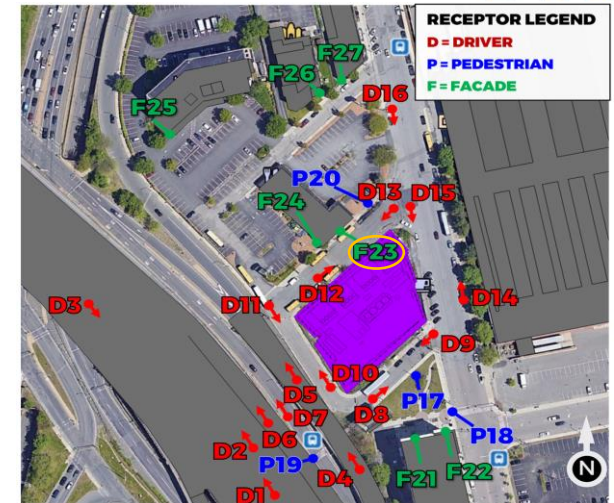 RECEPTOR LEGEND
D = DRIVER
P = PEDESTRIAN
F = FACADE
F27
F26
F25
D16
P20
D13
D15
F24
F23
D12
D3
D11
D14
D9
D10
D5
P17
D8
D7
P18
D6
D2
F22
F21
P19
D4
D1
N